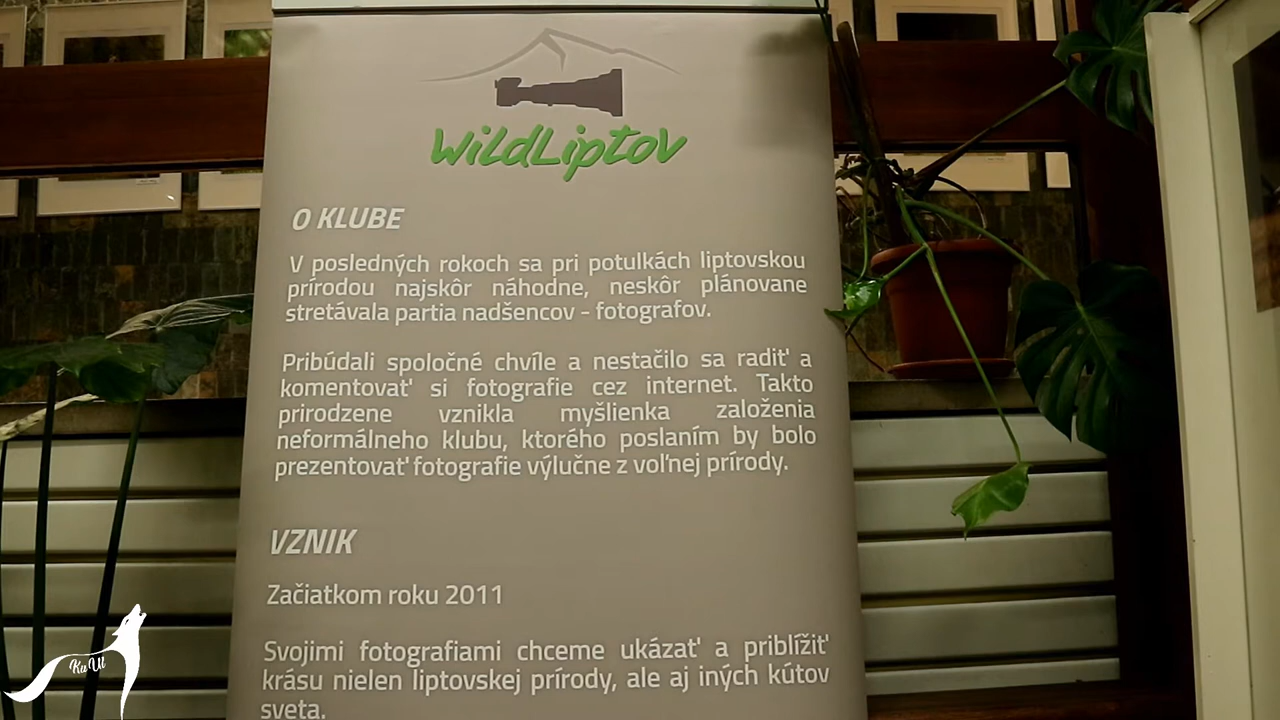 WildLiptov
O KLUBE
V posledných rokoch sa pri potulkách liptovskou
prírodou najskôr náhodne, neskôr plánovane
stretávala partia nadšencov - fotografov.
Pribúdali spoločné chvíle a nestačilo sa radiť a
komentovať si fotografie cez internet. Takto
prirodzene vznikla myšlienka založenia
neformálneho klubu, ktorého poslaním by bolo
prezentovať fotografie výlučne z voľnej prírody.
VZNIK
Začiatkom roku 2011
Svojimi fotografiami chceme ukázať a priblížiť
krásu nielen liptovskej prírody, ale aj iných kútov
sveta.
Ka Ul